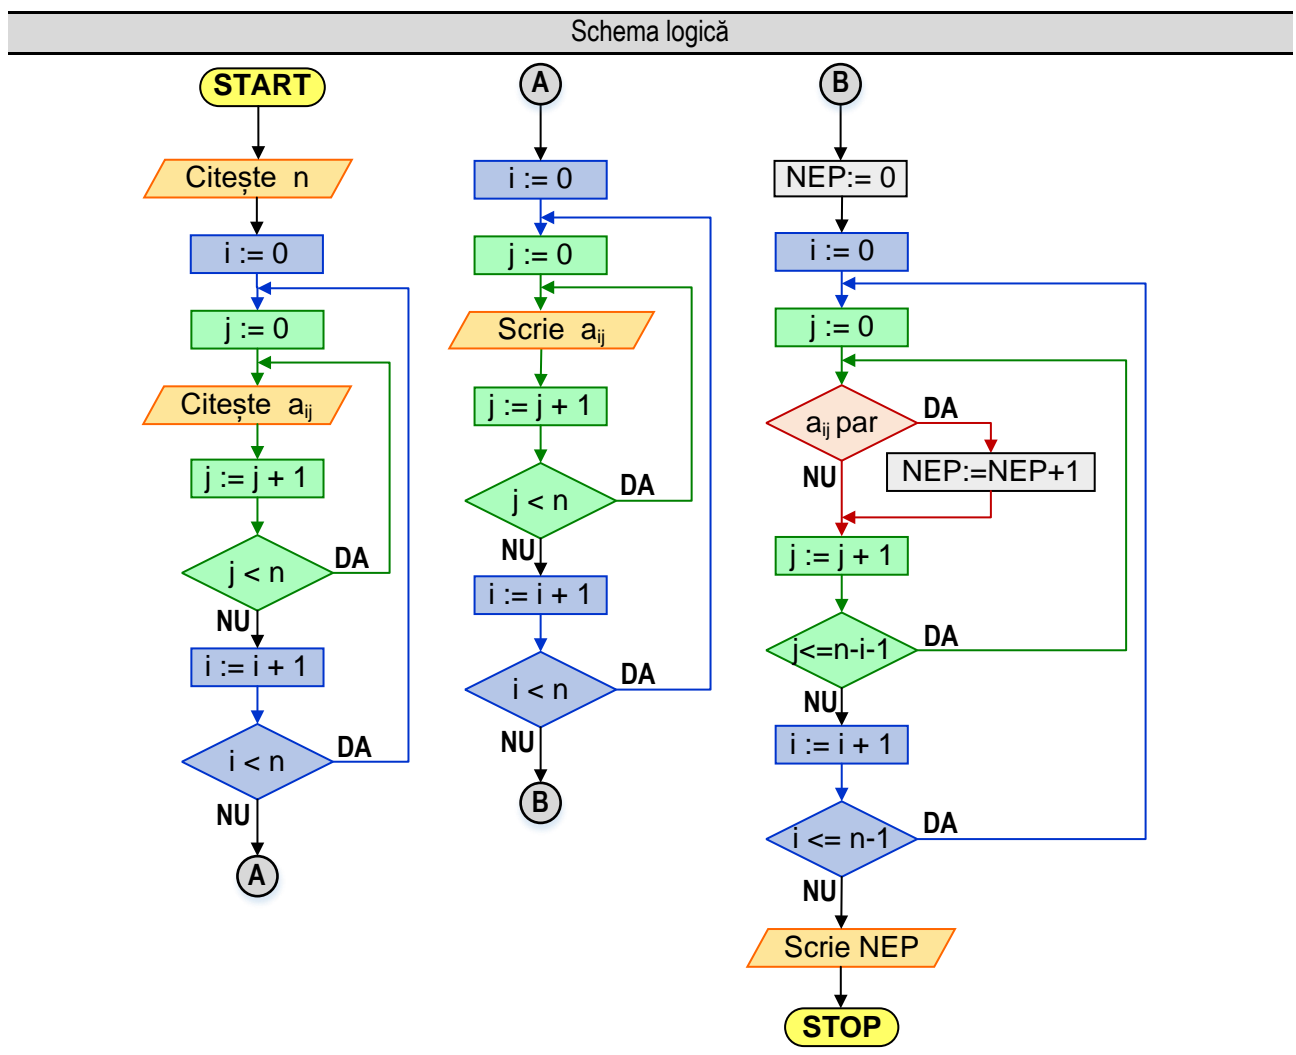 Schema logică
START
Citește n
i := 0
j := 0
Citește aij
j := j + 1
j < n
DA
NU
i := i + 1
i < n
DA
NU
A
A
i := 0
j := 0
Scrie aij
j := j + 1
j < n
DA
NU
i := i + 1
i < n
DA
NU
B
B
NEP:= 0
i := 0
j := 0
aij par
DA
NEP:=NEP+1
NU
j := j + 1
j<=n-i-1
DA
NU
i := i + 1
i <= n-1
DA
NU
Scrie NEP
STOP